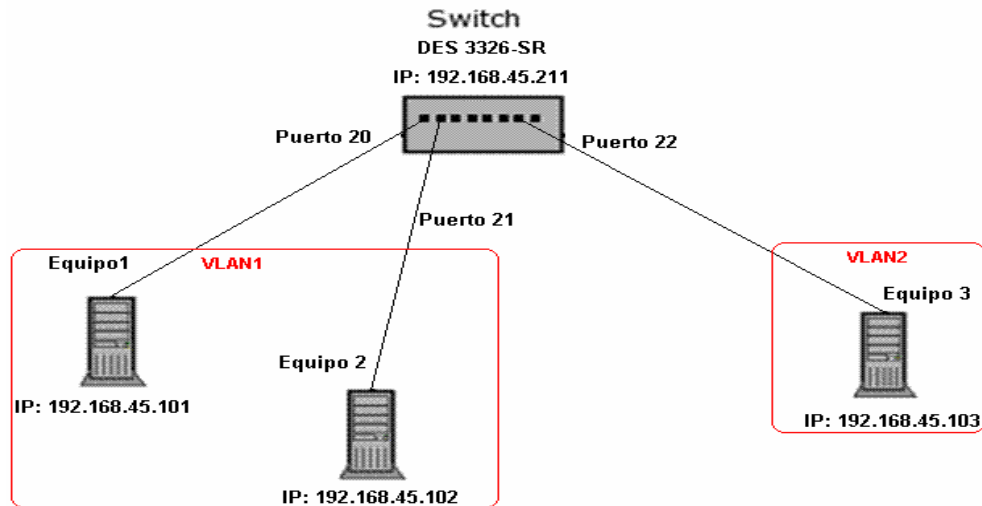 Switch
DES 3326-SR
IP: 192.168.45.211
Puerto 20
Puerto 22
Puerto 21
Equipo1
VLAN1
VLAN2
Equipo 3
Equipo 2
IP: 192.168.45.101
IP: 192.168.45.103
IP: 192.168.45.102